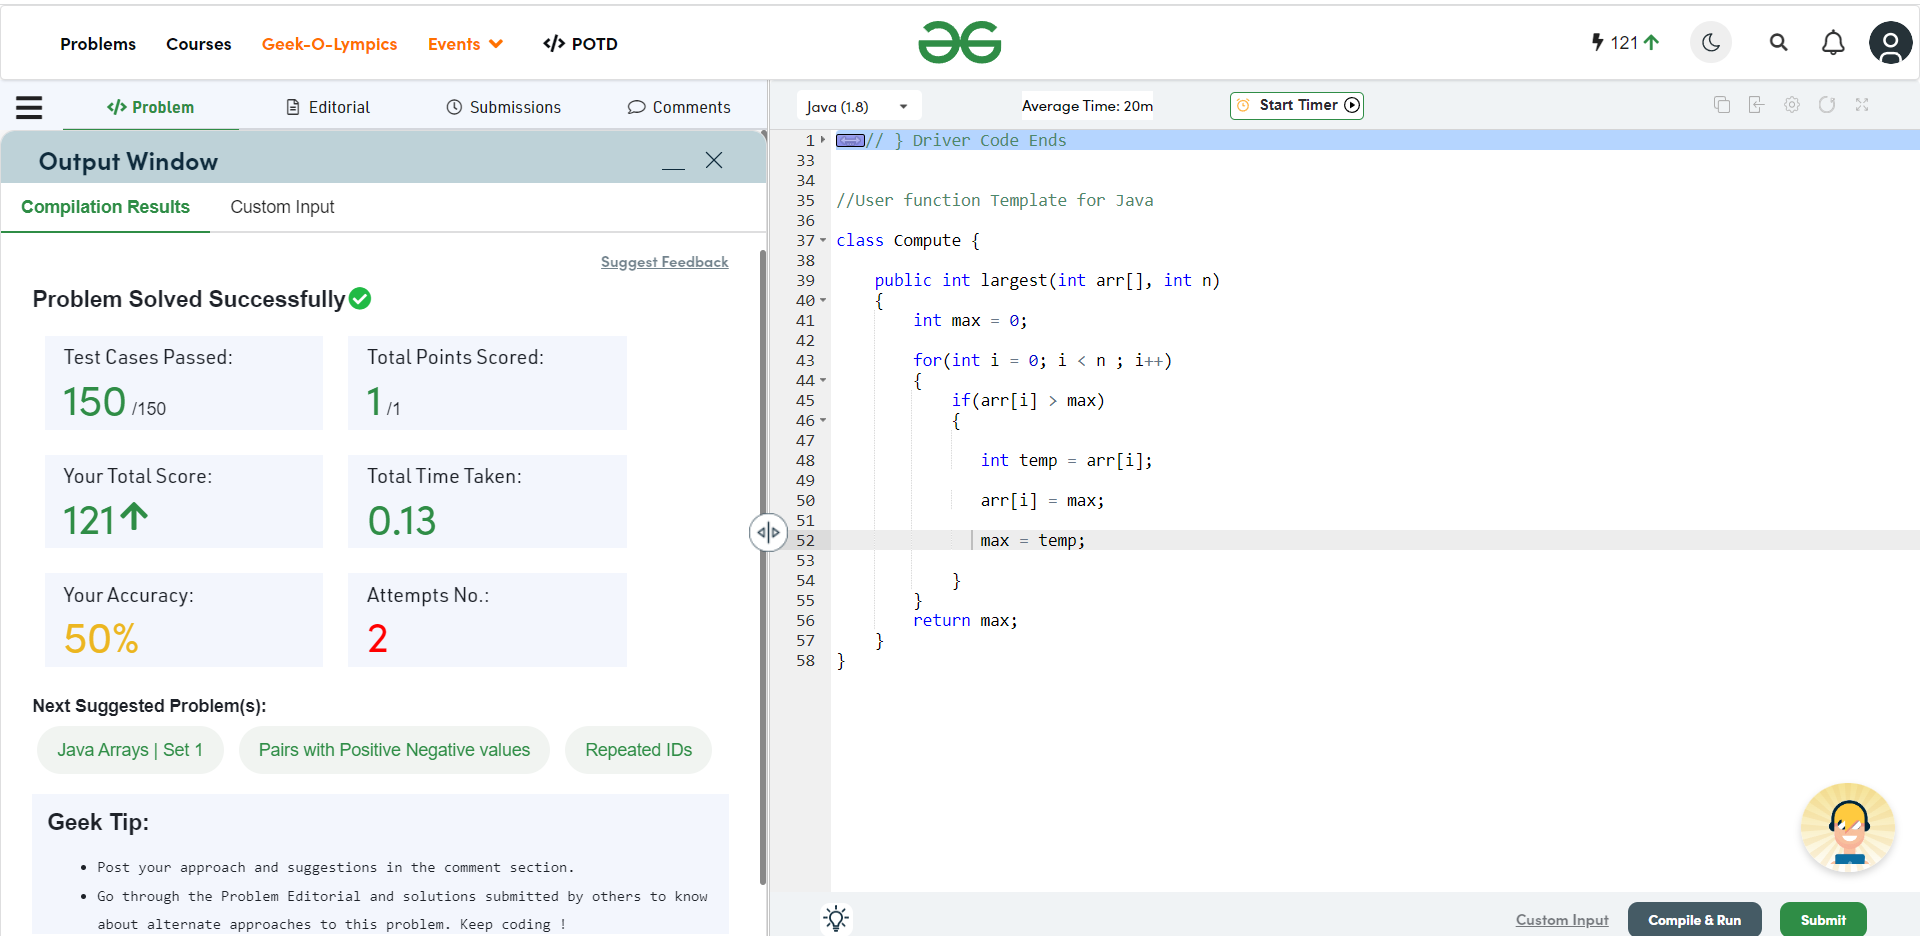 Problems Courses Geek-O-Lympics Events </> POTD 121
</> Problem Editorial Submissions Comments
Output Window
Compilation Results Custom Input
Suggest Feedback
Problem Solved Successfully
Test Cases Passed:
150 /150
Total Points Scored:
1 /1
Your Total Score:
121
Total Time Taken:
0.13
Your Accuracy:
50%
Attempts No.:
2
Next Suggested Problem(s):
Java Arrays | Set 1 Pairs with Positive Negative values Repeated IDs
Geek Tip:
• Post your approach and suggestions in the comment section.
• Go through the Problem Editorial and solutions submitted by others to know
about alternate approaches to this problem. Keep coding !
Java (1.8) Average Time: 20m Start Timer
1 // } Driver Code Ends
33
34
35 //User function Template for Java
36
37 class Compute {
38
39 public int largest(int arr[], int n)
40 {
41 int max = 0;
42
43 for(int i = 0; i < n ; i++)
44 {
45 if(arr[i] > max)
46 {
47
48 int temp = arr[i];
49
50 arr[i] = max;
51
52 max = temp;
53
54 }
55 }
56 return max;
57 }
58 }
Custom Input Compile & Run Submit